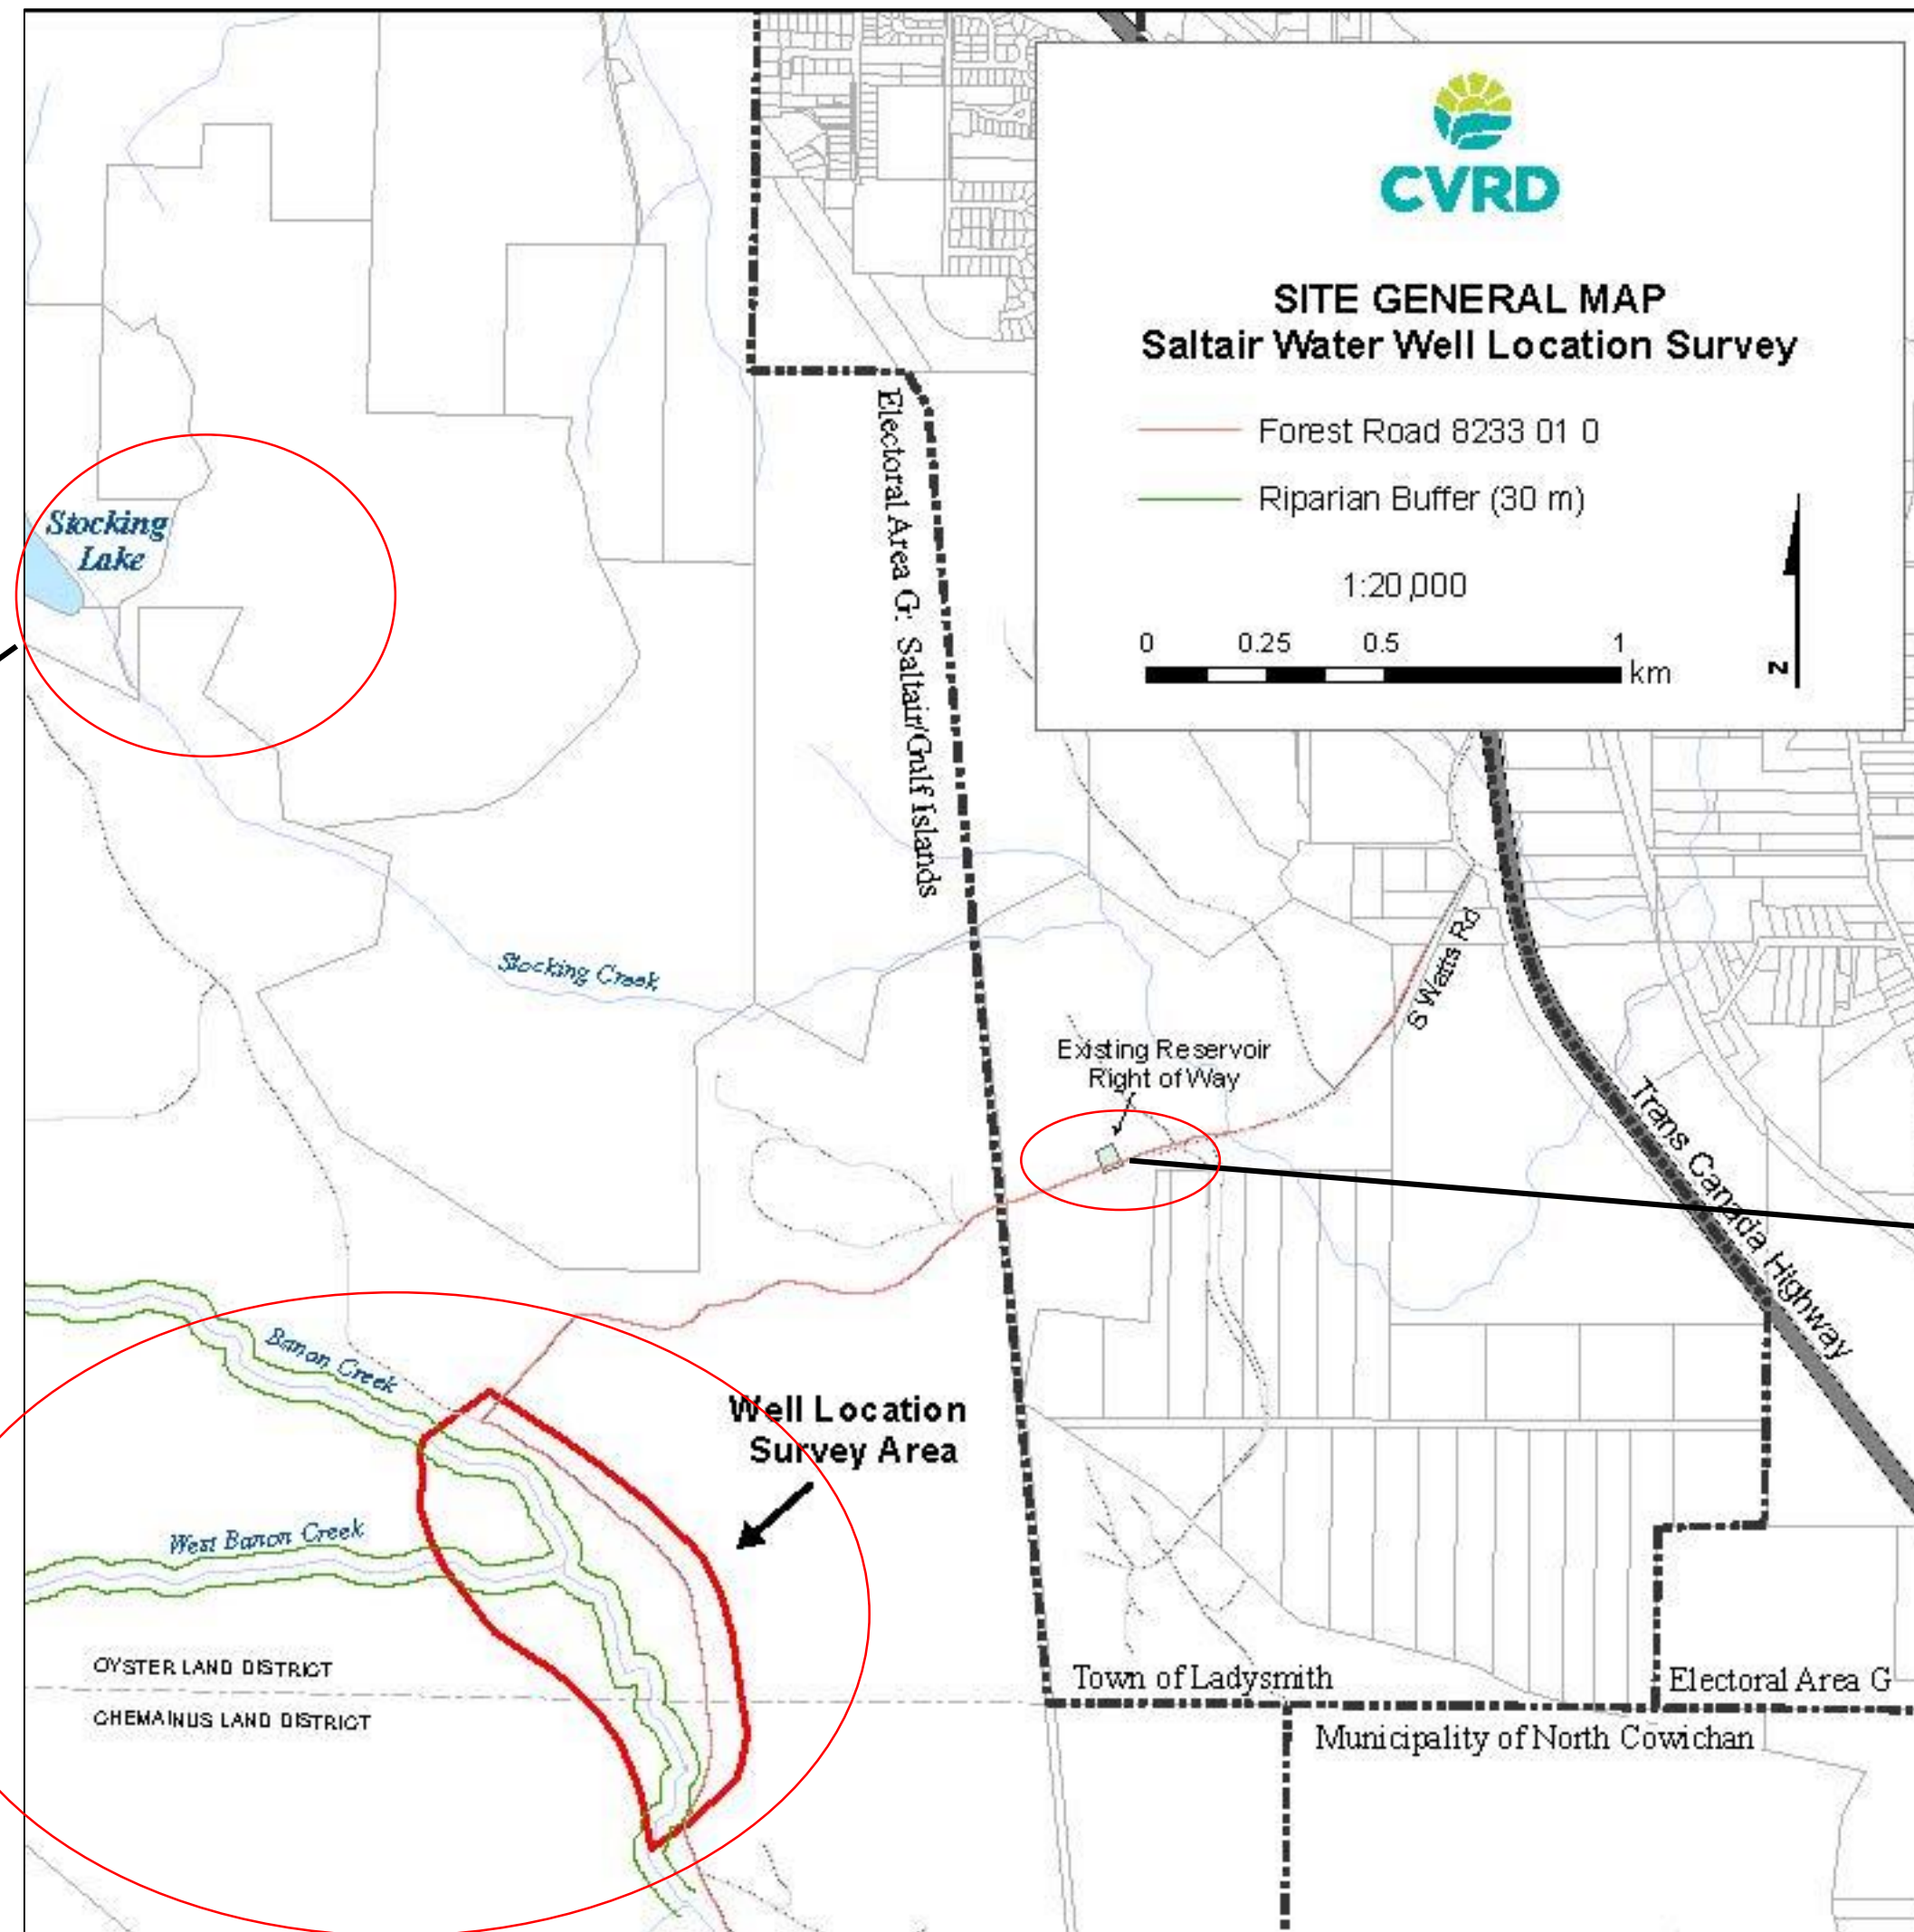 CVRD
SITE GENERAL MAP
Saltair Water Well Location Survey
Forest Road 8233 01 0
Riparian Buffer (30 m)
1:20,000
0 0.25 0.5 1
km
N
Electoral Area G: Saltair/Gulf Islands
Stocking
Lake
Stocking Creek
S Watts Rd
Existing Reservoir
Right of Way
Trans Canada Highway
Banon Creek
Well Location
Survey Area
West Banon Creek
OYSTER LAND DISTRICT
CHEMAINUS LAND DISTRICT
Town of Ladysmith
Electoral Area G
Municipality of North Cowichan